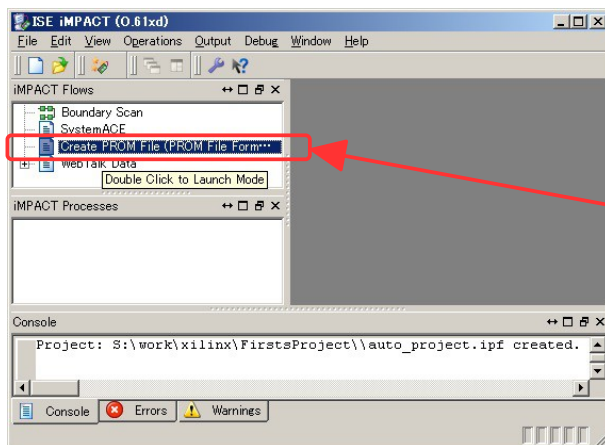 ISE iMPACT (O.61xd)
File Edit View Operations Output Debug Window Help
iMPACT Flows
Boundary Scan
SystemACE
Create PROM File (PROM File Form...
WebTalk Data
Double Click to Launch Mode
iMPACT Processes
Console
Project: S:\work\xilinx\FirstsProject\\auto_project.ipf created.
Console Errors Warnings